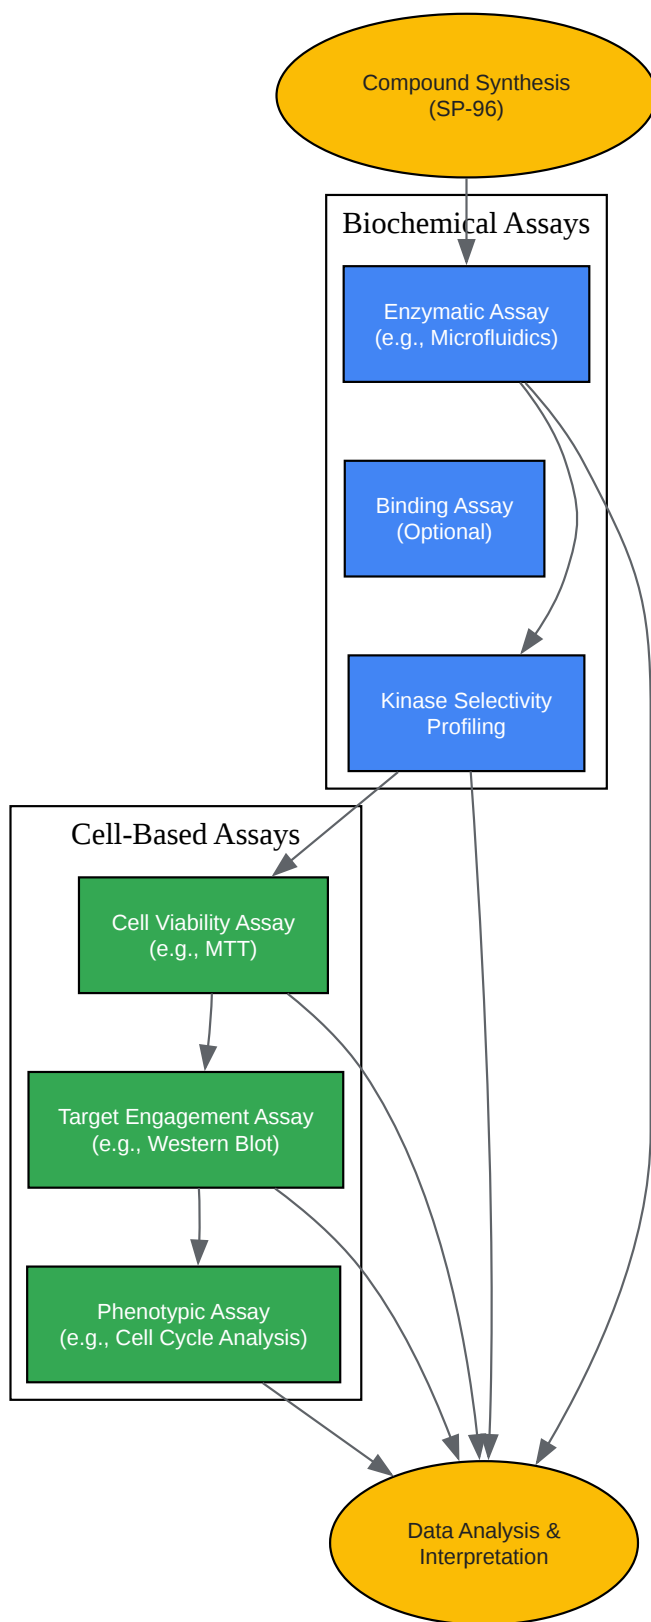 Compound Synthesis
(SP-96)
Biochemical Assays
Enzymatic Assay
(e.g., Microfluidics)
Binding Assay
(Optional)
Kinase Selectivity
Profiling
Cell-Based Assays
Cell Viability Assay
(e.g., MTT)
Target Engagement Assay
(e.g., Western Blot)
Phenotypic Assay
(e.g., Cell Cycle Analysis)
Data Analysis &
Interpretation